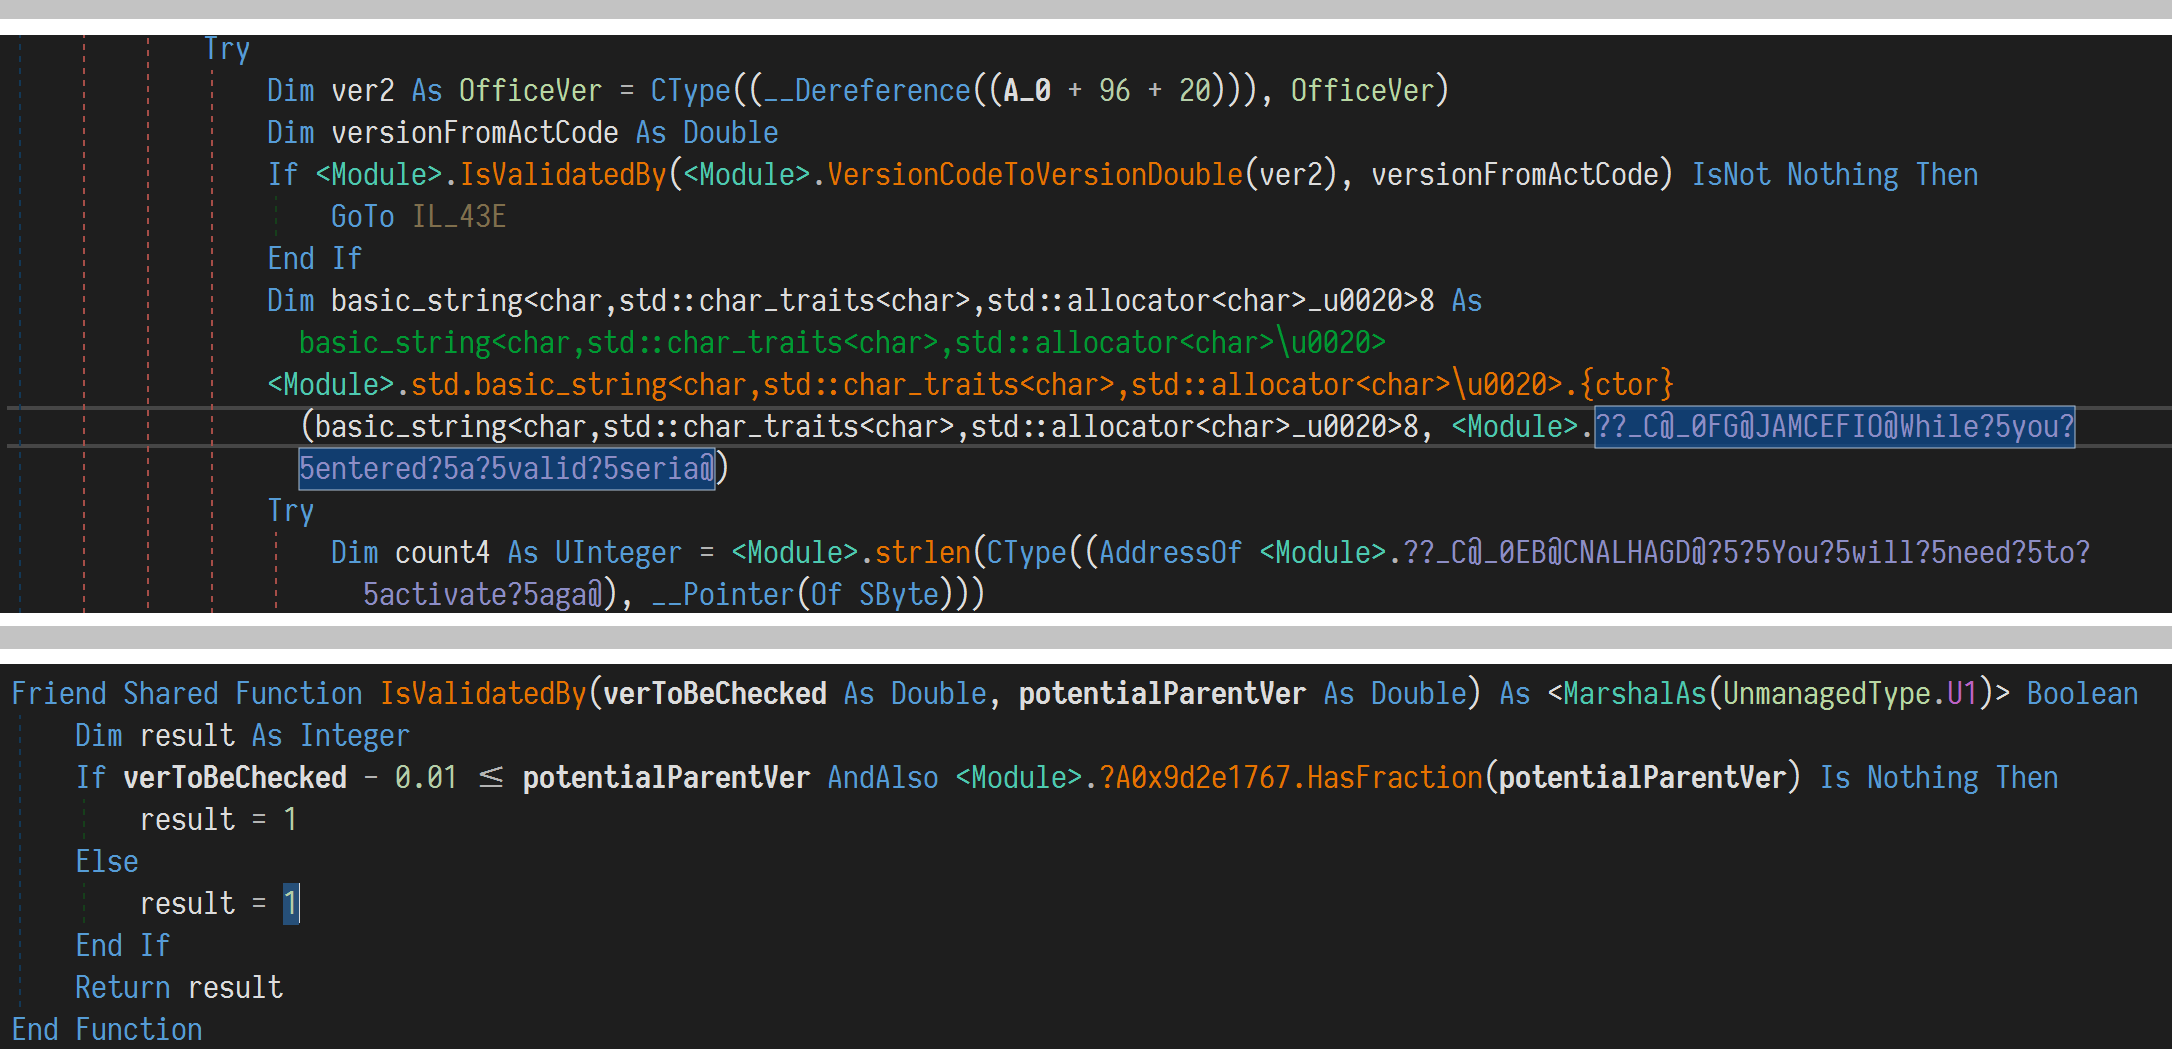 Try
Dim ver2 As OfficeVer = CType((__Dereference((A_0 + 96 + 20))), OfficeVer)
Dim versionFromActCode As Double
If <Module>.IsValidatedBy(<Module>.VersionCodeToVersionDouble(ver2), versionFromActCode) IsNot Nothing Then
GoTo IL_43E
End If
Dim basic_string<char,std::char_traits<char>,std::allocator<char>_u0020>8 As
basic_string<char,std::char_traits<char>,std::allocator<char>\u0020>
<Module>.std.basic_string<char,std::char_traits<char>,std::allocator<char>\u0020>.{ctor}
(basic_string<char,std::char_traits<char>,std::allocator<char>_u0020>8, <Module>.??_C@_0FG@JAMCEFIO@While?5you?
5entered?5a?5valid?5seria@)
Try
Dim count4 As UInteger = <Module>.strlen(CType((AddressOf <Module>.??_C@_0EB@CNALHAGD@?5?5You?5will?5need?5to?
5activate?5aga@), __Pointer(Of SByte)))
Friend Shared Function IsValidatedBy(verToBeChecked As Double, potentialParentVer As Double) As <MarshalAs(UnmanagedType.U1)> Boolean
Dim result As Integer
If verToBeChecked - 0.01 ≤ potentialParentVer AndAlso <Module>.?A0x9d2e1767.HasFraction(potentialParentVer) Is Nothing Then
result = 1
Else
result = 1
End If
Return result
End Function